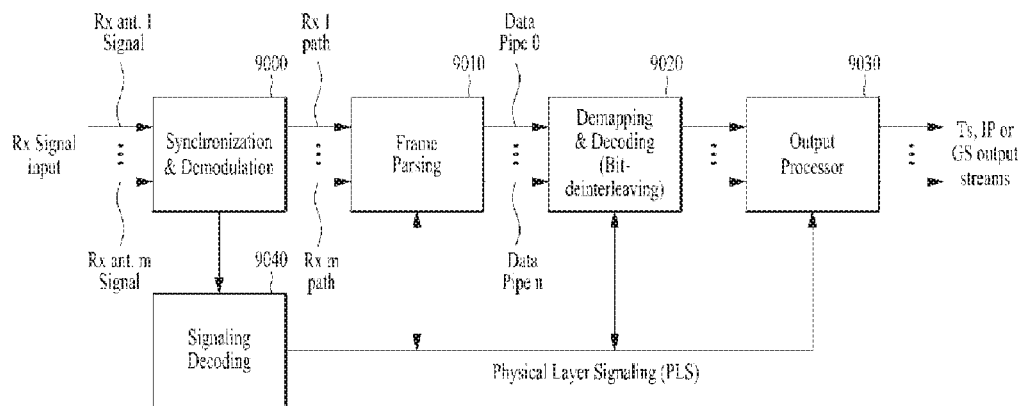 Rx ant. 1
Signal
Rx 1
path
Data
Pipe 0
9000
9010
9020
9030
Rx Signal
input
Synchronization
& Demodulation
Frame
Parsing
Demapping
& Decoding
(Bit-
deinterleaving)
Output
Processor
Ts, IP or
GS output
streams
Rx ant. m
Signal
9040
Rx m
path
Data
Pipe n
Signaling
Decoding
Physical Layer Signaling (PLS)